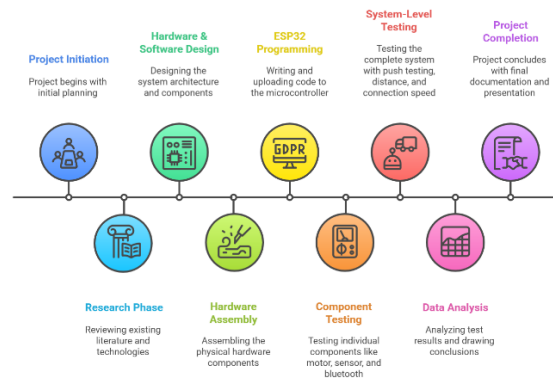 Project Initiation
Project begins with
initial planning
Hardware &
Software Design
Designing the
system architecture
and components
ESP32
Programming
Writing and
uploading code to
the microcontroller
System-Level
Testing
Testing the
complete system
with push testing,
distance, and
connection speed
Project
Completion
Project concludes
with final
documentation and
presentation
GDPR
Research Phase
Reviewing existing
literature and
technologies
Hardware
Assembly
Assembling the
physical hardware
components
Component
Testing
Testing individual
components like
motor, sensor, and
bluetooth
Data Analysis
Analyzing test
results and drawing
conclusions